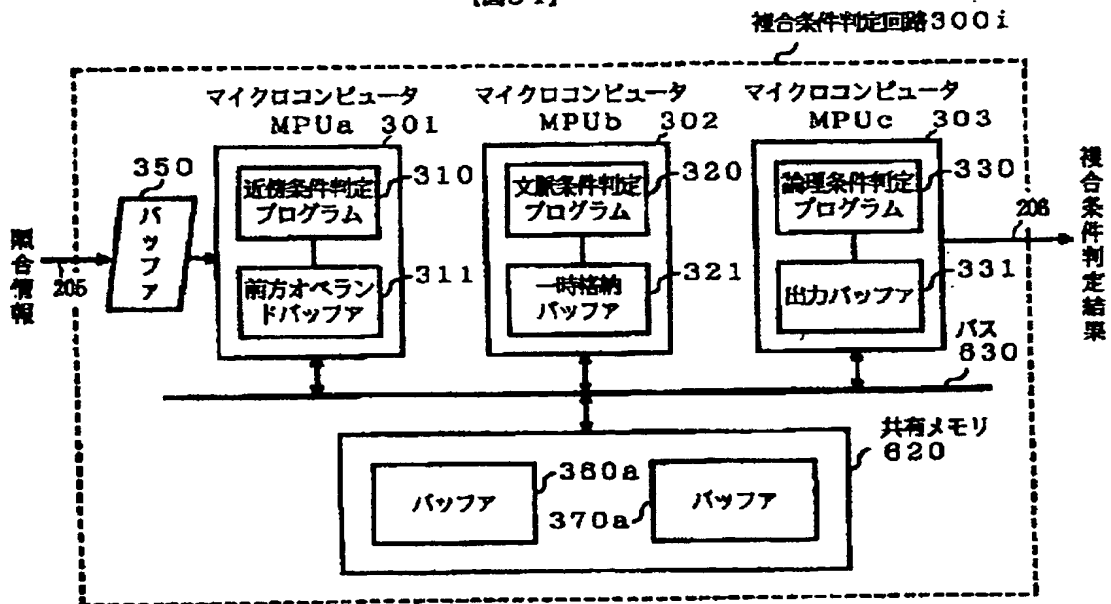 複合条件判定回路300i
マイクロコンピュータ
MPUa 301
マイクロコンピュータ
MPUb 302
マイクロコンピュータ
MPUc 303
350
バッファ
照合情報
205
近傍条件判定
プログラム
310
前方オペラン
ドバッファ
311
文脈条件判定
プログラム
320
一時格納
バッファ
321
論理条件判定
プログラム
330
出力バッファ
331
206
複合条件判定結果
バス
630
共有メモリ
620
バッファ
360a
370a
バッファ